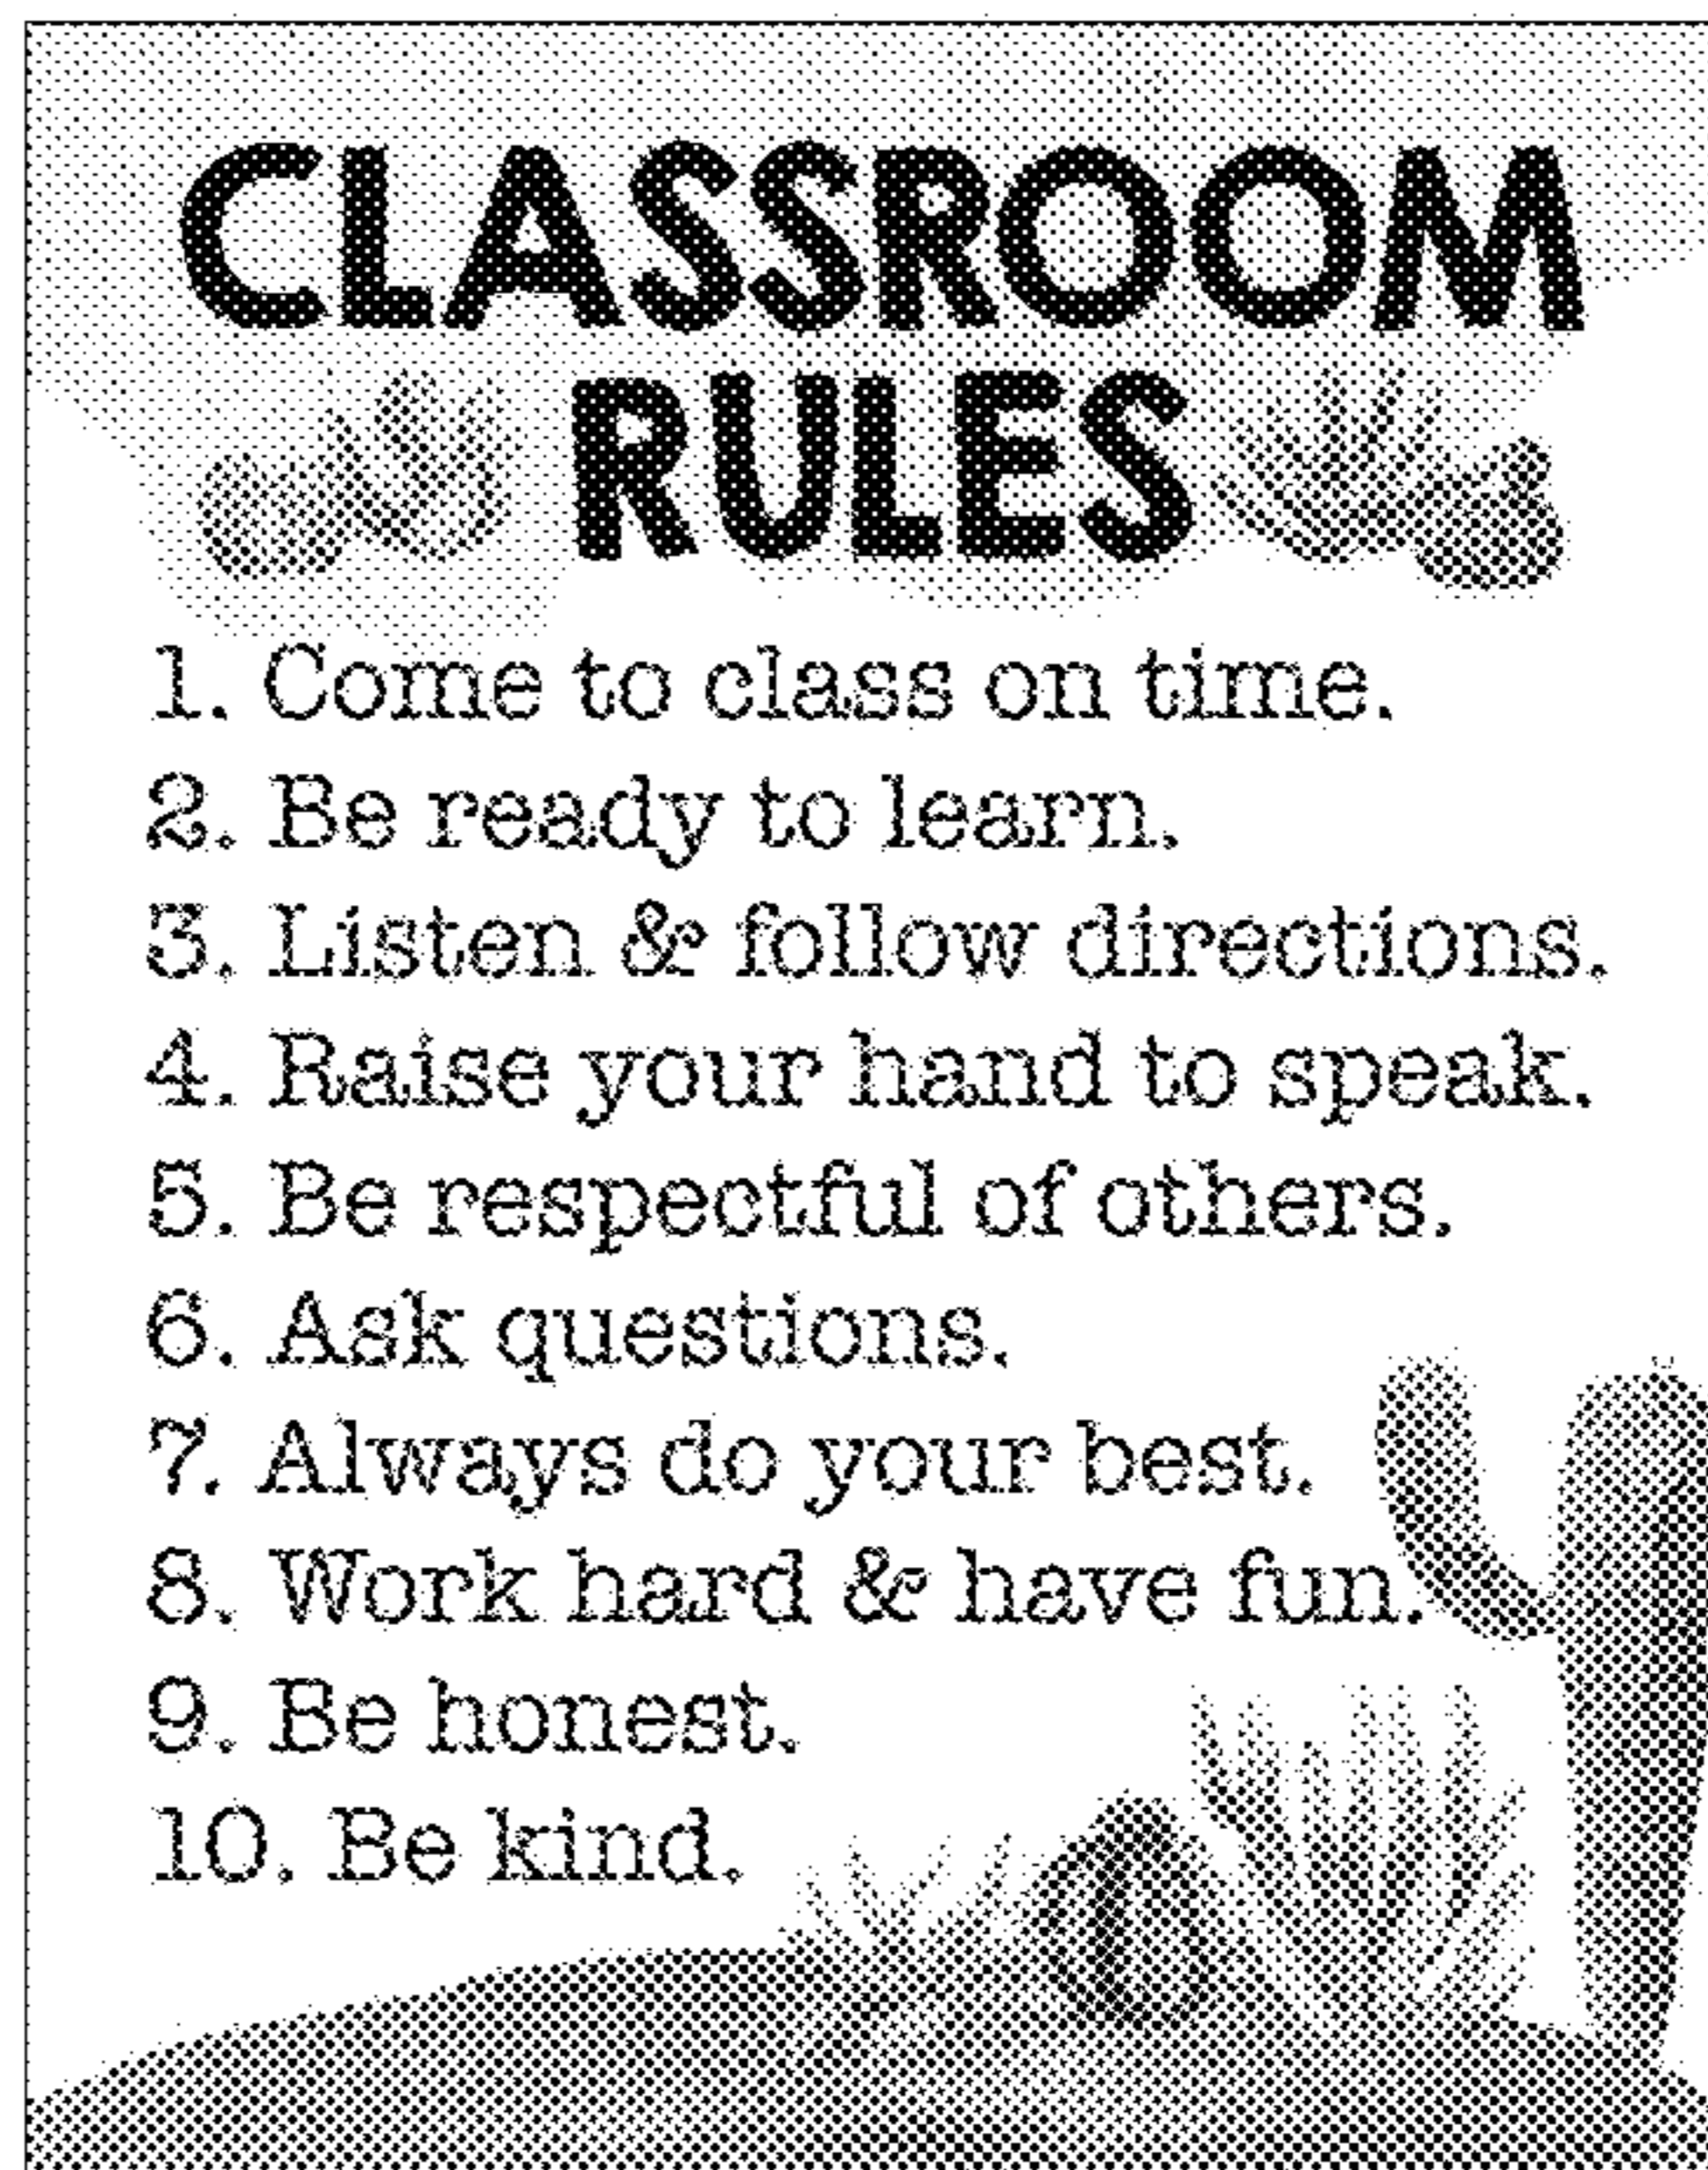 CLASSROOM
RULES
1. Come to class on time.
2. Be ready to learn.
3. Listen & follow directions.
4. Raise your hand to speak.
5. Be respectful of others.
6. Ask questions.
7. Always do your best.
8. Work hard & have fun.
9. Be honest.
10. Be kind.